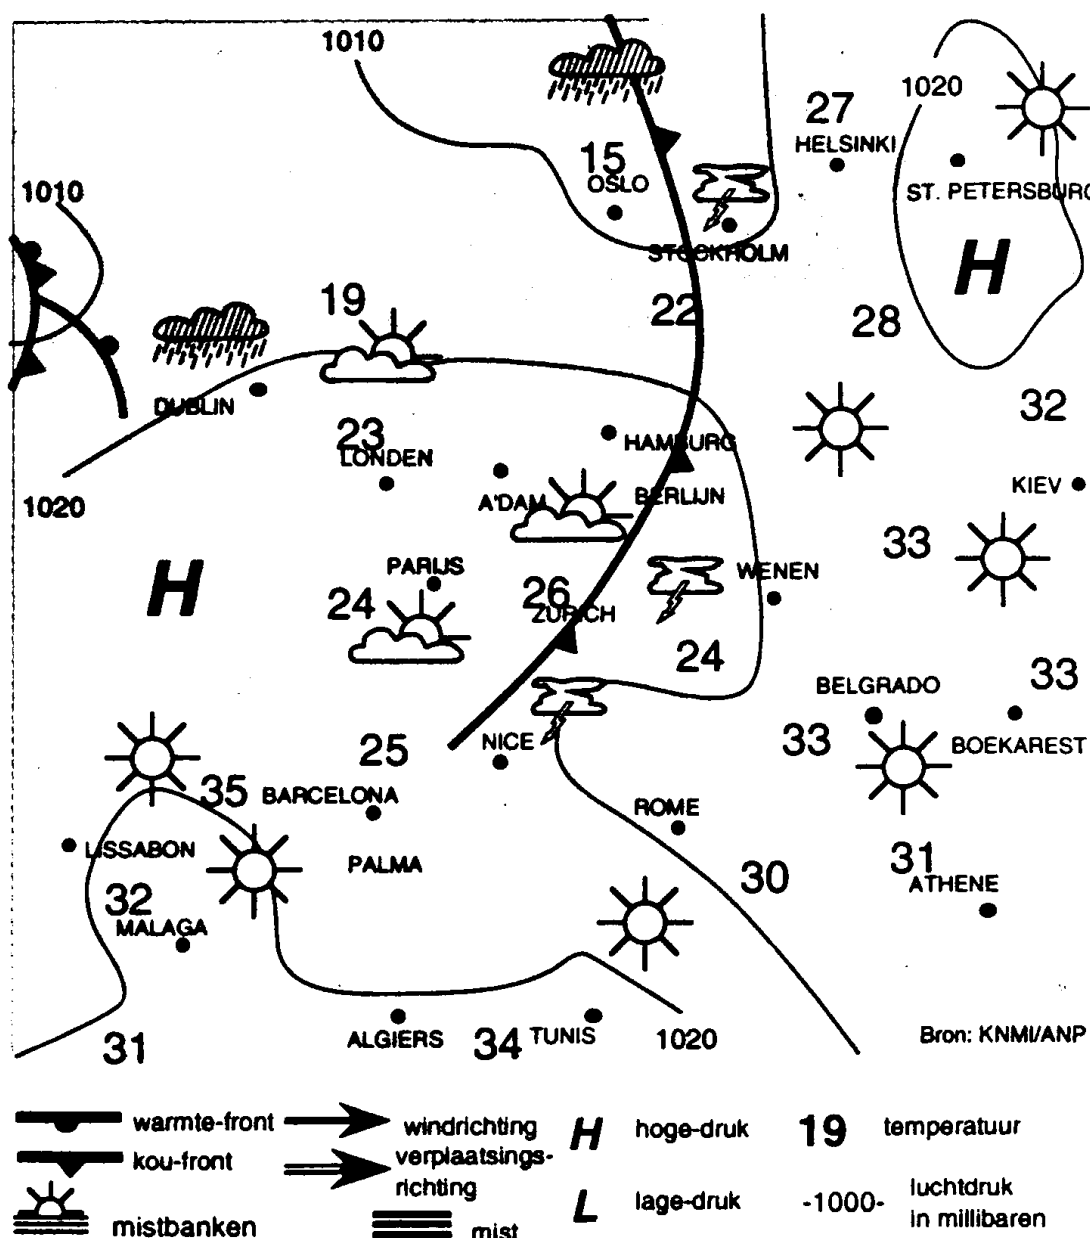 1010
27
HELSINKI
1020
15
OSLO
1010
ST. PETERSBURG
STOCKHOLM
H
19
22
28
DUBLIN
32
23
LONDEN
HAMBURG
A'DAM
BERLIJN
KIEV
1020
33
H
PARIJS
WENEN
24
26
ZURICH
24
BELGRADO
33
25
NICE
33
BOEKAREST
35
BARCELONA
ROME
LISSABON
PALMA
30
31
ATHENE
32
MALAGA
31
ALGIERS
34
TUNIS
1020
Bron: KNMI/ANP
warmte-front
windrichting
H
hoge-druk
19
temperatuur
kou-front
verplaatsings-
richting
L
lage-druk
-1000-
luchtdruk
in millibaren
mistbanken
mist